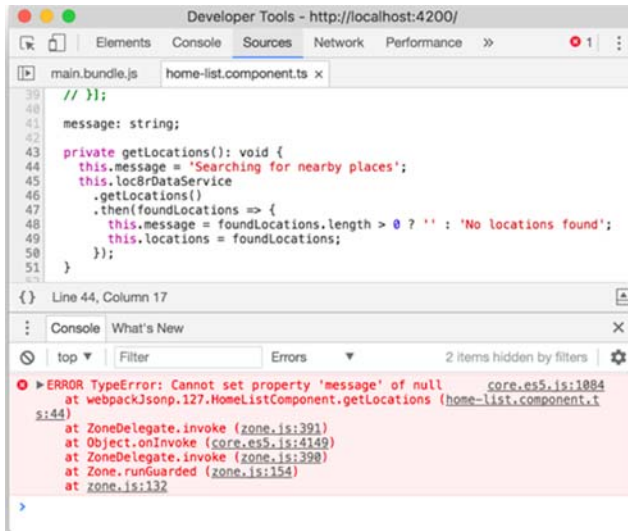 Developer Tools - http://localhost:4200/
Elements Console Sources Network Performance » 1
main.bundle.js home-list.component.ts ×
39 // }];
40
41 message: string;
42
43 private getLocations(): void {
44 this.message = 'Searching for nearby places';
45 this.loc8rDataService
46 .getLocations()
47 .then(foundLocations => {
48 this.message = foundLocations.length > 0 ? '' : 'No locations found';
49 this.locations = foundLocations;
50 });
51 }
{} Line 44, Column 17
Console What's New ×
top ▼ Filter Errors ▼ 2 items hidden by filters
▶ERROR TypeError: Cannot set property 'message' of null core.es5.js:1084
at webpackJsonp.127.HomeListComponent.getLocations (home-list.component.t
s:44)
at ZoneDelegate.invoke (zone.js:391)
at Object.onInvoke (core.es5.js:4149)
at ZoneDelegate.invoke (zone.js:390)
at Zone.runGuarded (zone.js:154)
at zone.js:132
>